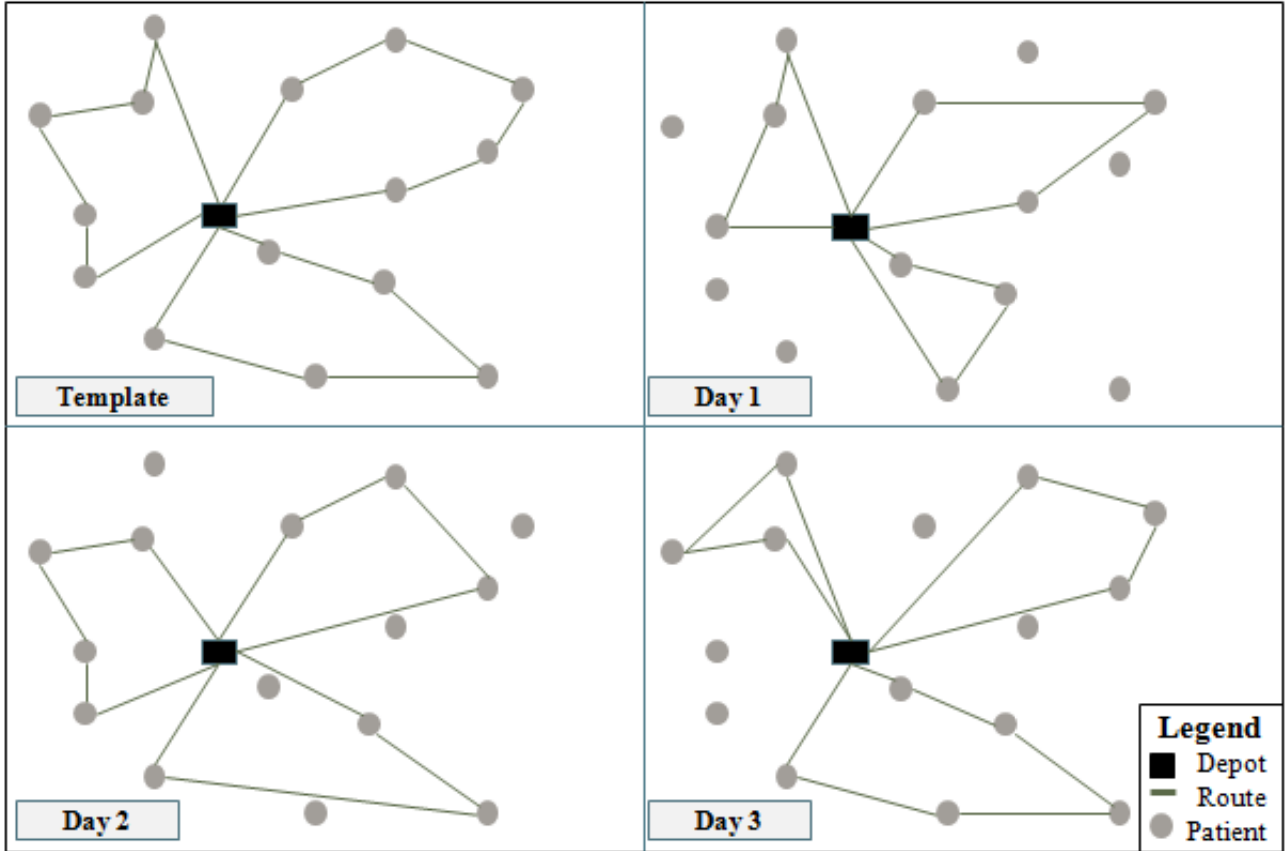 Template
Day 1
Day 2
Day 3
Legend
Depot
Route
Patient